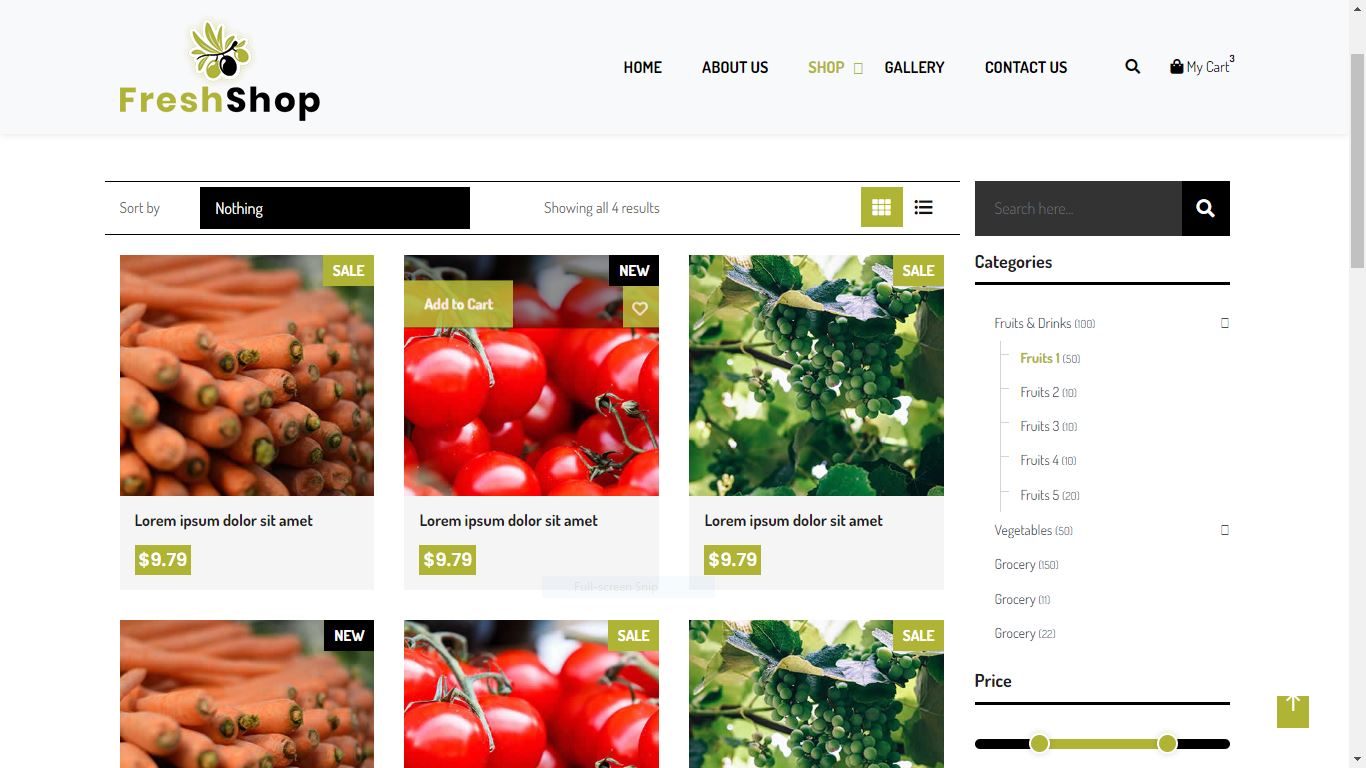 FreshShop
HOME
ABOUT US
SHOP
GALLERY
CONTACT US
My Cart
3
Sort by
Nothing
Showing all 4 results
Search here...
SALE
NEW
Add to Cart
SALE
Lorem ipsum dolor sit amet
$9.79
Lorem ipsum dolor sit amet
$9.79
Lorem ipsum dolor sit amet
$9.79
Full-screen Snip
NEW
SALE
SALE
Categories
Fruits & Drinks (100)
Fruits 1 (50)
Fruits 2 (10)
Fruits 3 (10)
Fruits 4 (10)
Fruits 5 (20)
Vegetables (50)
Grocery (150)
Grocery (11)
Grocery (22)
Price